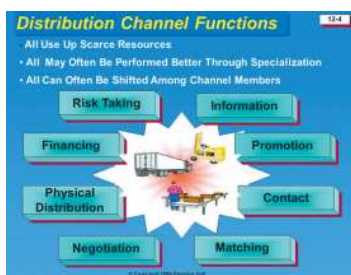 Distribution Channel Functions
12-4
• All Use Up Scarce Resources
• All May Often Be Performed Better Through Specialization
• All Can Often Be Shifted Among Channel Members
Risk Taking
Information
Financing
Promotion
Physical
Distribution
Contact
Negotiation
Matching